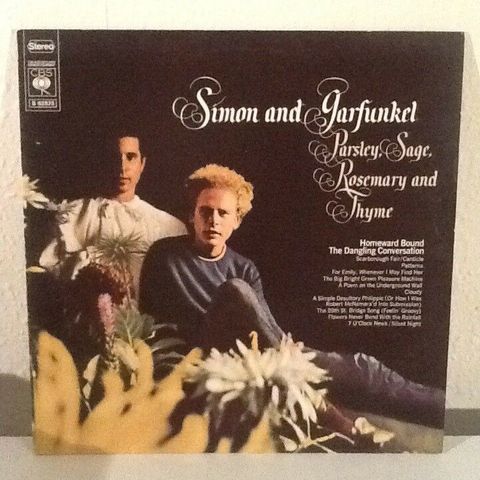 Stereo
CBS
Simon and Garfunkel
Parsley, Sage,
Rosemary and
Thyme
Homeward Bound
The Dangling Conversation
Scarborough Fair/Canticle
Patterns
For Emily, Whenever I May Find Her
The Big Bright Green Pleasure Machine
A Poem on the Underground Wall
Cloudy
A Simple Desultory Philippic (Or How I Was
Robert McNamara'd Into Submission)
The 59th St. Bridge Song (Feelin' Groovy)
Flowers Never Bend With the Rainfall
7 O'Clock News / Silent Night